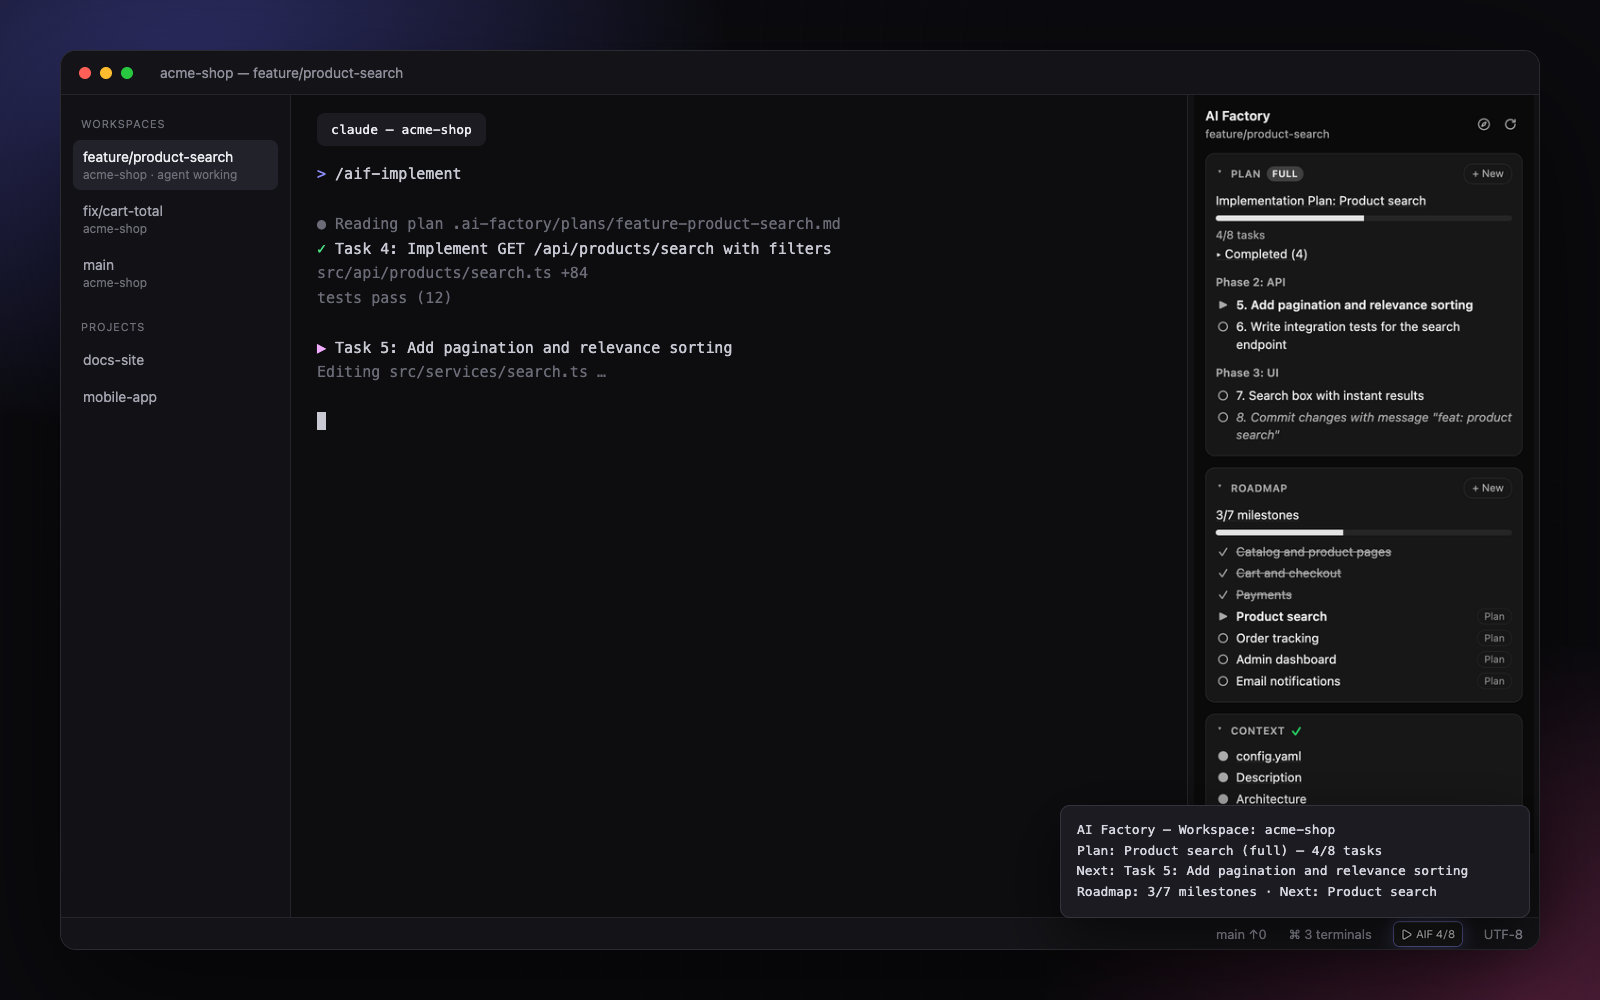 acme-shop — feature/product-search
WORKSPACES
feature/product-search
acme-shop · agent working
fix/cart-total
acme-shop
main
acme-shop
PROJECTS
docs-site
mobile-app
claude — acme-shop
> /aif-implement
● Reading plan .ai-factory/plans/feature-product-search.md
✓ Task 4: Implement GET /api/products/search with filters
src/api/products/search.ts +84
tests pass (12)
▶ Task 5: Add pagination and relevance sorting
Editing src/services/search.ts …
AI Factory
feature/product-search
PLAN FULL + New
Implementation Plan: Product search
4/8 tasks
▸ Completed (4)
Phase 2: API
▶ 5. Add pagination and relevance sorting
○ 6. Write integration tests for the search
endpoint
Phase 3: UI
○ 7. Search box with instant results
○ 8. Commit changes with message "feat: product
search"
ROADMAP + New
3/7 milestones
✓ Catalog and product pages
✓ Cart and checkout
✓ Payments
▶ Product search Plan
○ Order tracking Plan
○ Admin dashboard Plan
○ Email notifications Plan
CONTEXT ✓
● config.yaml
● Description
● Architecture
AI Factory — Workspace: acme-shop
Plan: Product search (full) — 4/8 tasks
Next: Task 5: Add pagination and relevance sorting
Roadmap: 3/7 milestones · Next: Product search
main ↑0 ⌘ 3 terminals ▷ AIF 4/8 UTF-8